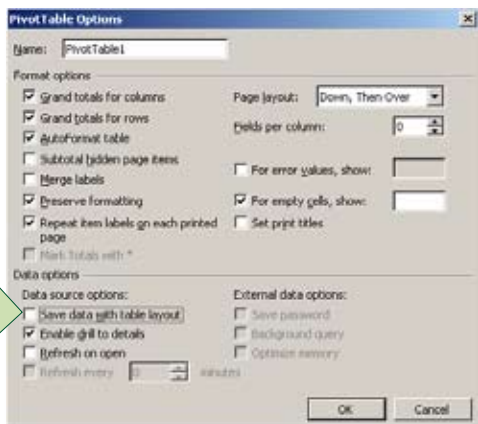 PivotTable Options
Name: PivotTable1
Format options
Grand totals for columns
Grand totals for rows
AutoFormat table
Subtotal hidden page items
Merge labels
Preserve formatting
Repeat item labels on each printed
page
Mark Totals with *
Page layout: Down, Then Over
Fields per column: 0
For error values, show:
For empty cells, show:
Set print titles
Data options
Data source options:
Save data with table layout
Enable drill to details
Refresh on open
Refresh every 0 minutes
External data options:
Save password
Background query
Optimize memory
OK Cancel